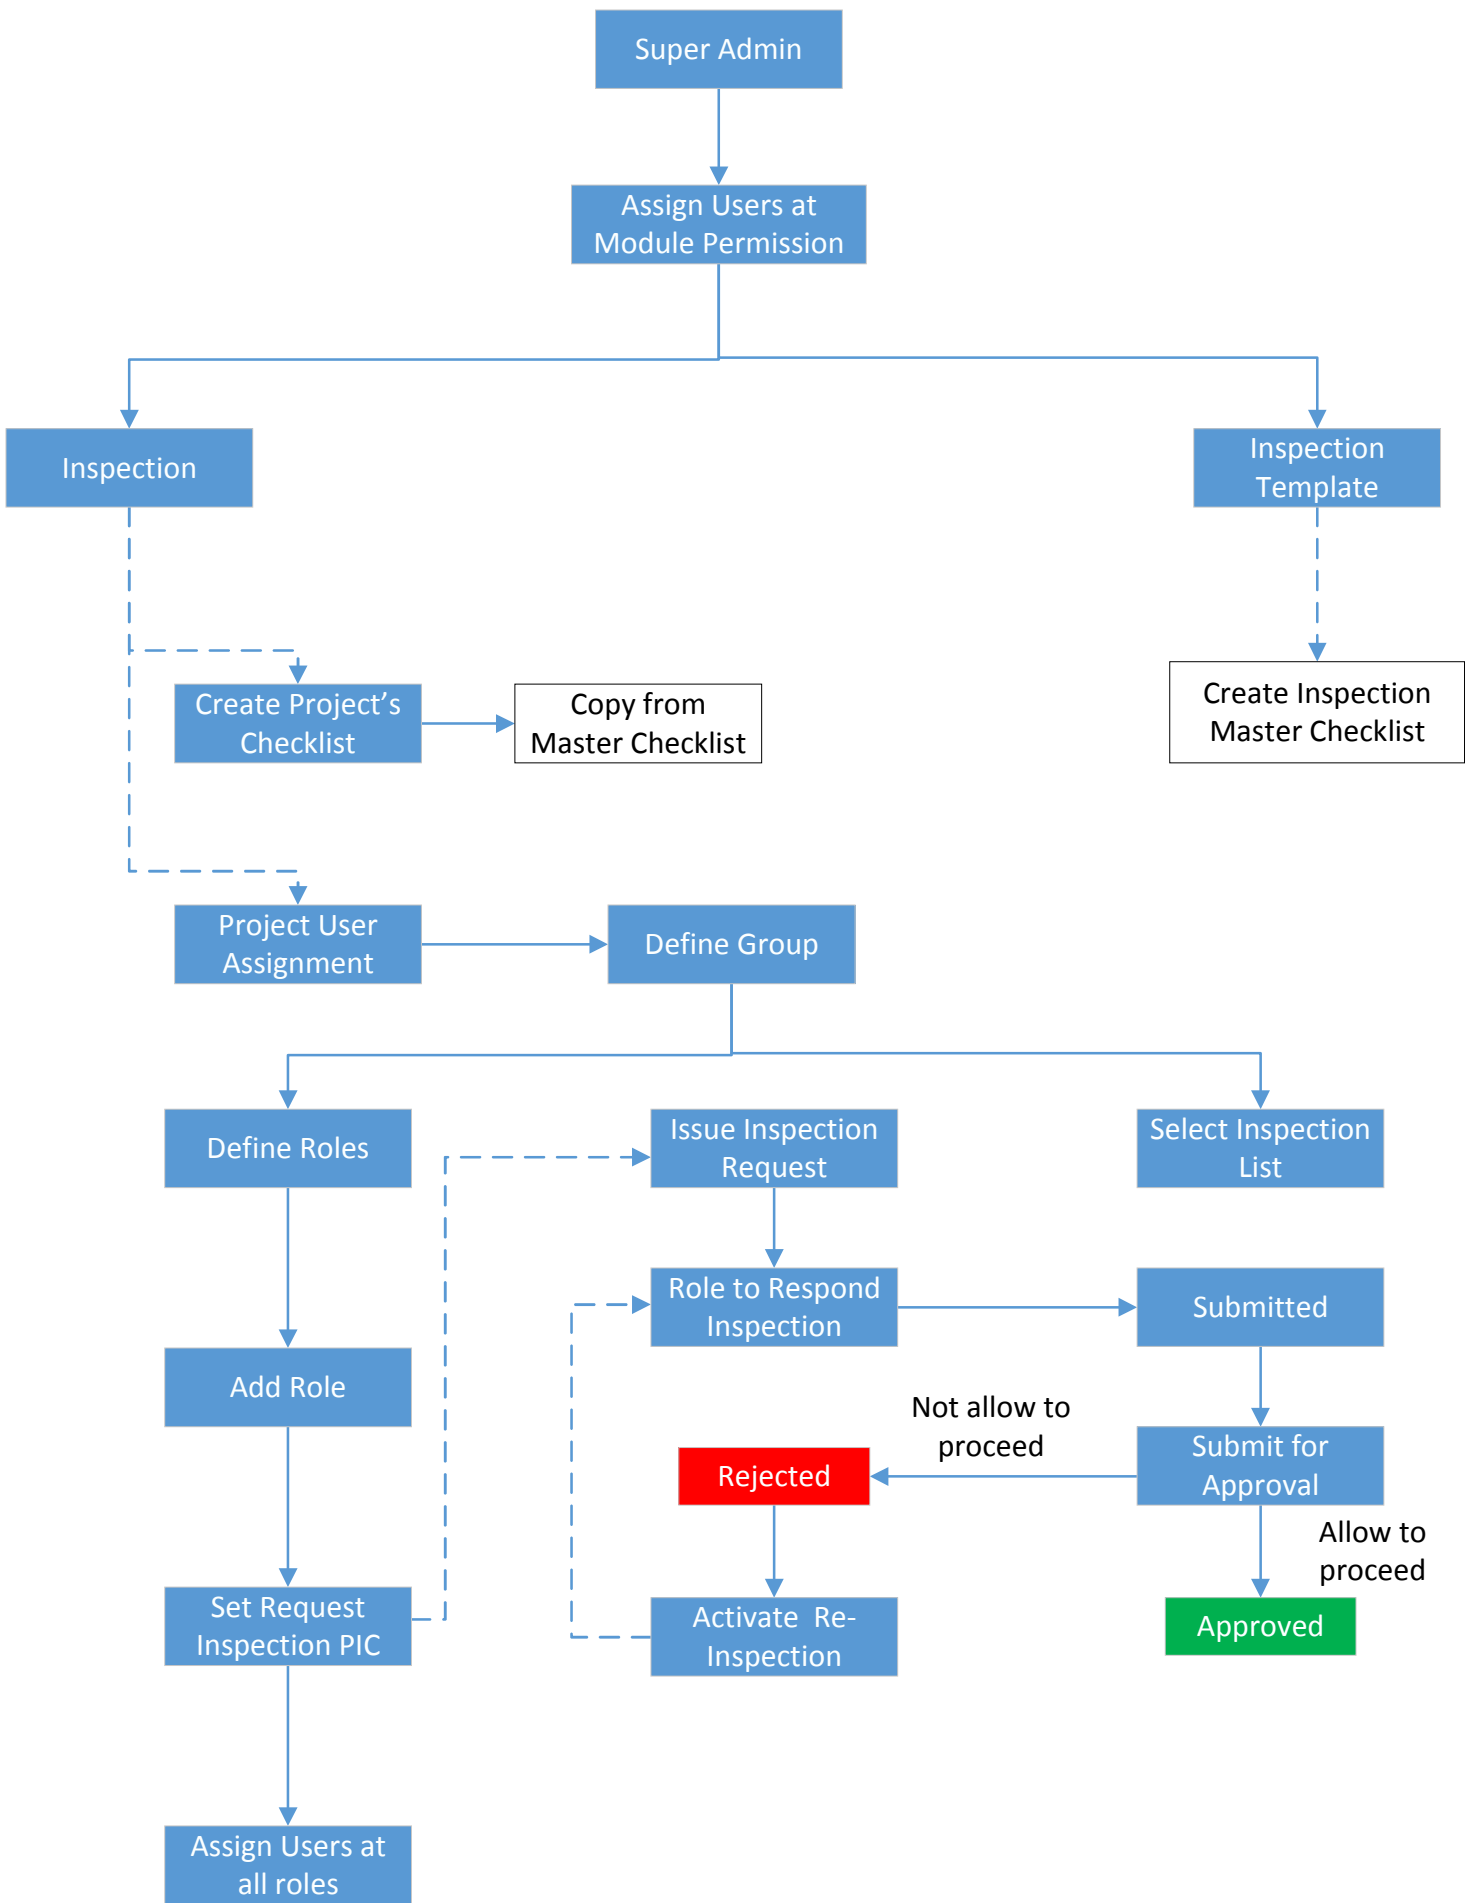 Super Admin
Assign Users at
Module Permission
Inspection
Inspection
Template
Create Project’s
Checklist
Copy from
Master Checklist
Create Inspection
Master Checklist
Project User
Assignment
Define Group
Define Roles
Issue Inspection
Request
Select Inspection
List
Role to Respond
Inspection
Submitted
Add Role
Not allow to
proceed
Rejected
Submit for
Approval
Allow to
proceed
Set Request
Inspection PIC
Activate Re-
Inspection
Approved
Assign Users at
all roles